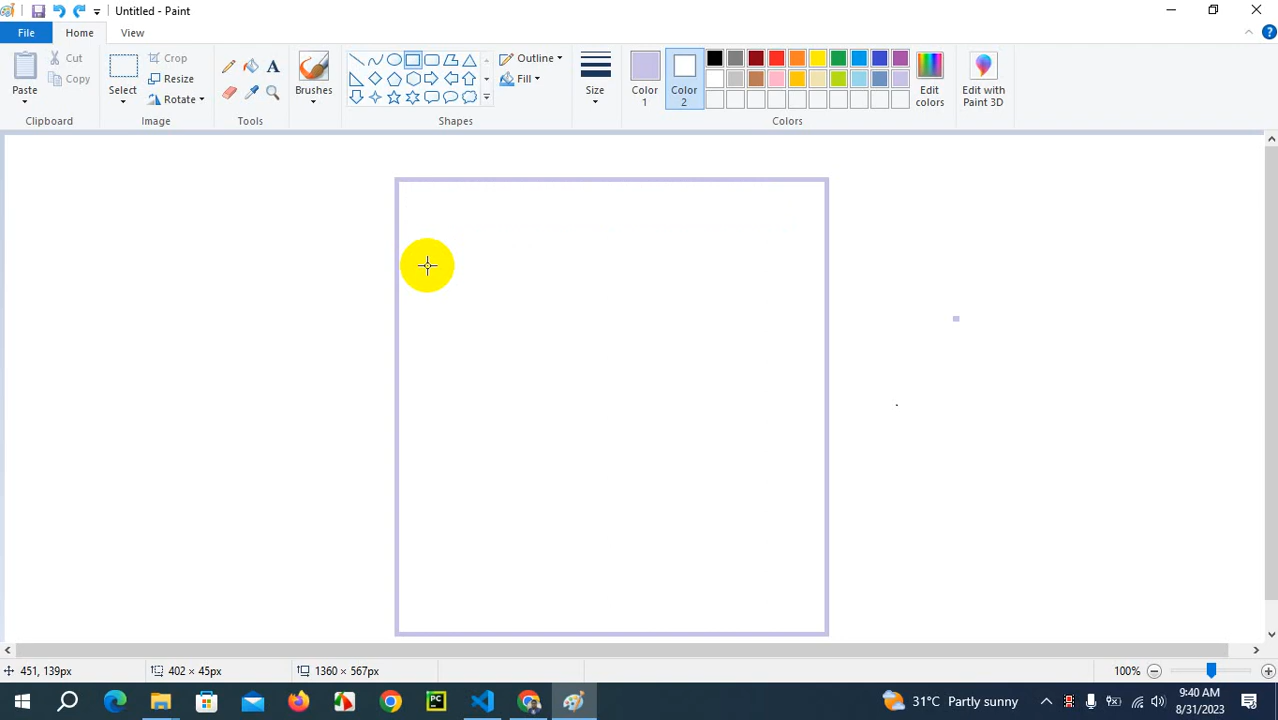 Untitled - Paint
File Home View
Paste
Cut
Copy
Clipboard
Select
Crop
Resize
Rotate
Image
A
Tools
Brushes
Outline
Fill
Shapes
Size
Color 1
Color 2
Colors
Edit colors
Edit with Paint 3D
451, 139px
402 × 45px
1360 × 567px
100%
PC
31°C Partly sunny
9:40 AM
8/31/2023